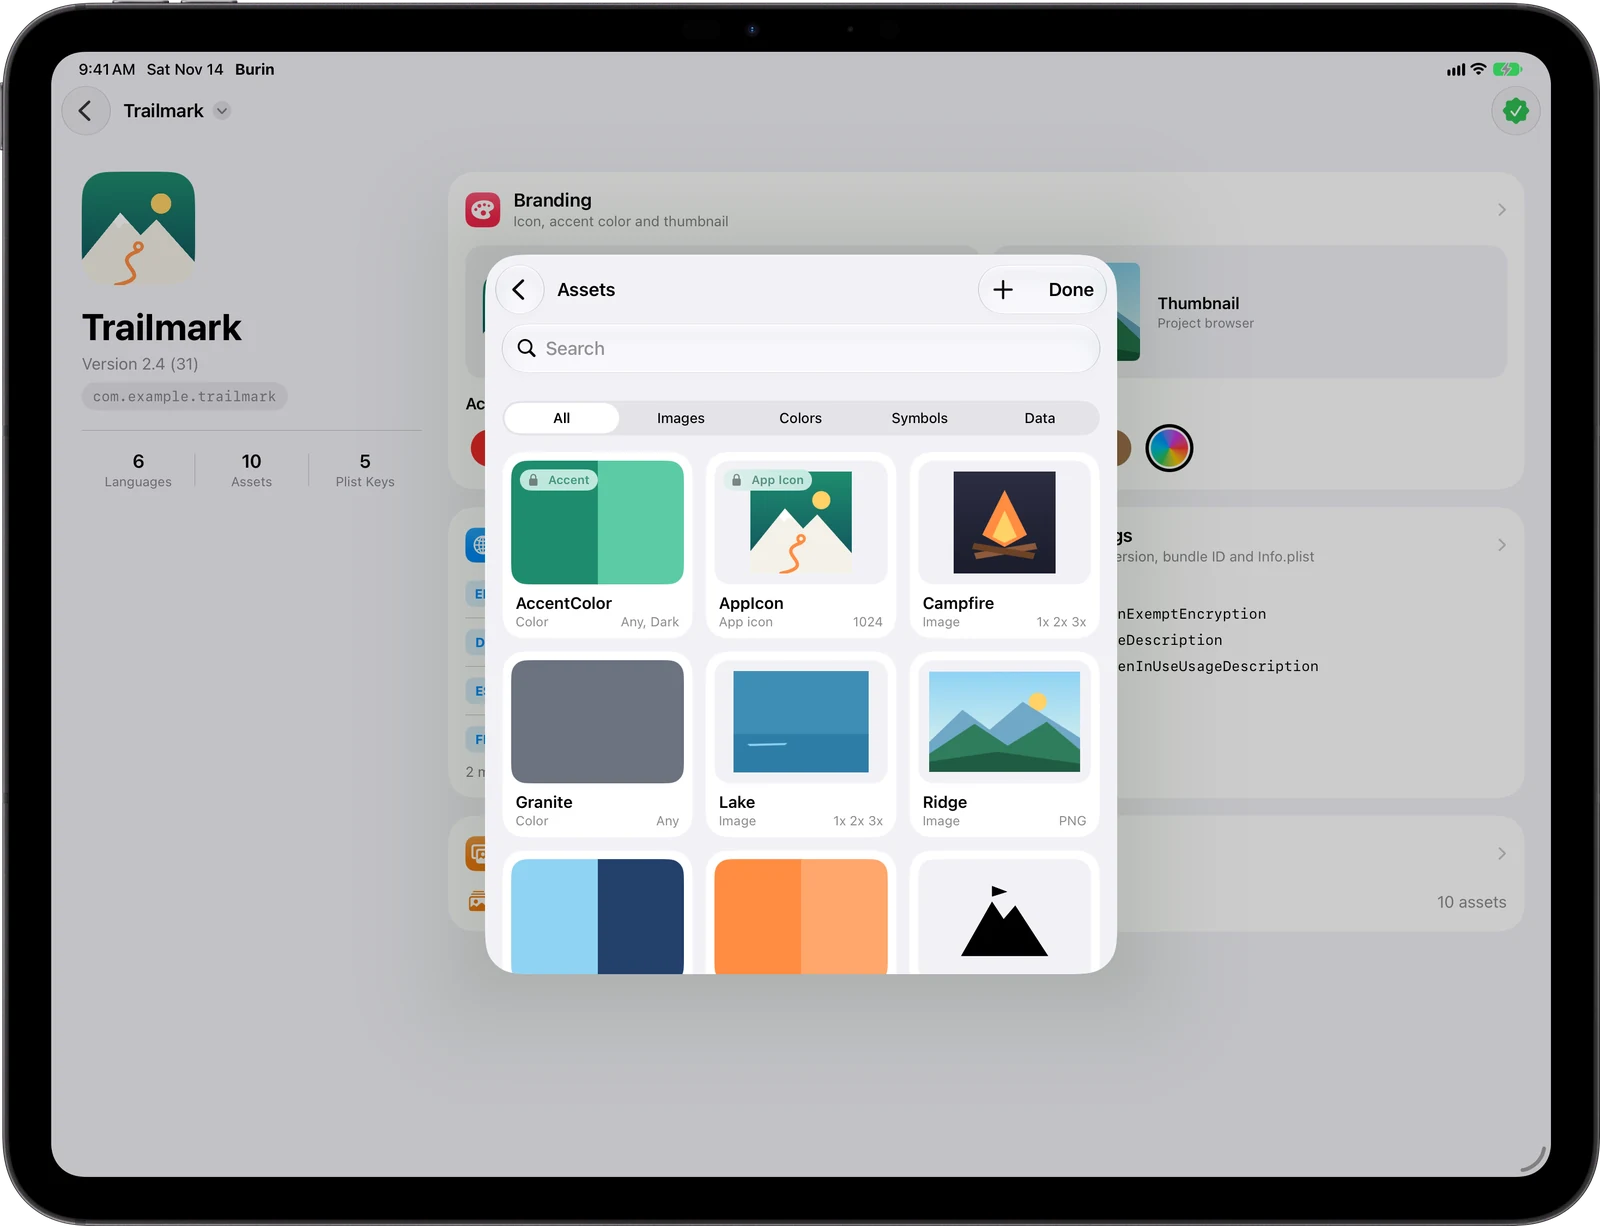 9:41 AM Sat Nov 14 Burin
Trailmark
Trailmark
Version 2.4 (31)
com.example.trailmark
6
Languages
10
Assets
5
Plist Keys
Branding
Icon, accent color and thumbnail
Thumbnail
Project browser
Ac
gs
ersion, bundle ID and Info.plist
nExemptEncryption
eDescription
enInUseUsageDescription
D
2
10 assets
Assets
Done
Search
All Images Colors Symbols Data
Accent
AccentColor
Color Any, Dark
App Icon
AppIcon
App icon 1024
Campfire
Image 1x 2x 3x
Granite
Color Any
Lake
Image 1x 2x 3x
Ridge
Image PNG